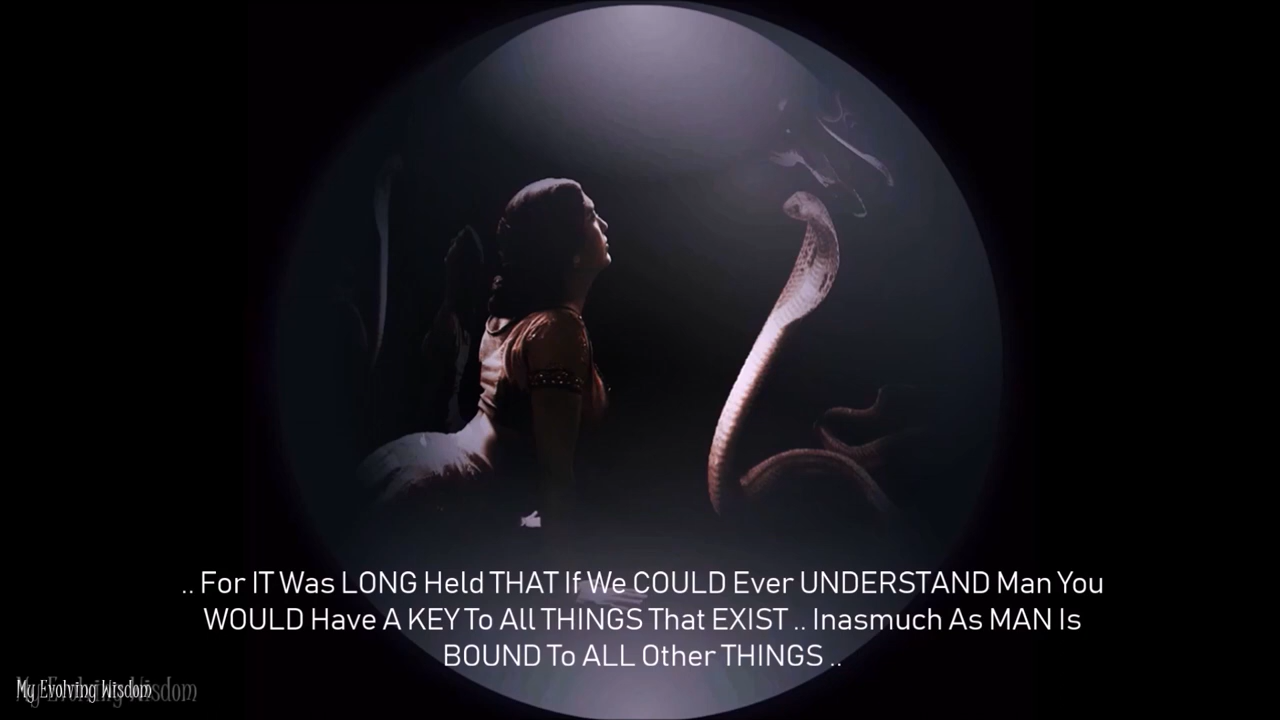 .. For IT Was LONG Held THAT If We COULD Ever UNDERSTAND Man You
WOULD Have A KEY To All THINGS That EXIST .. Inasmuch As MAN Is
BOUND To ALL Other THINGS ..
My Evolving Wisdom